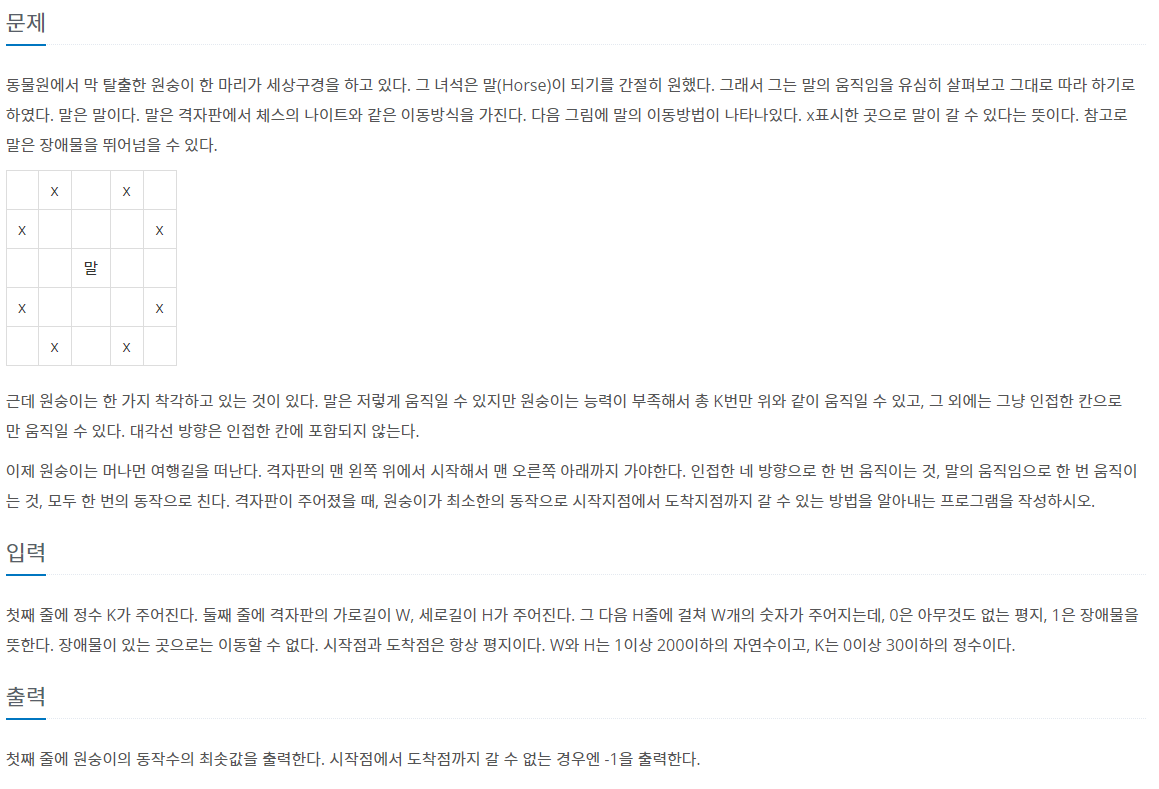 문제
동물원에서 막 탈출한 원숭이 한 마리가 세상구경을 하고 있다. 그 녀석은 말(Horse)이 되기를 간절히 원했다. 그래서 그는 말의 움직임을 유심히 살펴보고 그대로 따라 하기로
하였다. 말은 말이다. 말은 격자판에서 체스의 나이트와 같은 이동방식을 가진다. 다음 그림에 말의 이동방법이 나타나있다. x표시한 곳으로 말이 갈 수 있다는 뜻이다. 참고로
말은 장애물을 뛰어넘을 수 있다.
x x
x x
말
x x
x x
근데 원숭이는 한 가지 착각하고 있는 것이 있다. 말은 저렇게 움직일 수 있지만 원숭이는 능력이 부족해서 총 K번만 위와 같이 움직일 수 있고, 그 외에는 그냥 인접한 칸으로
만 움직일 수 있다. 대각선 방향은 인접한 칸에 포함되지 않는다.
이제 원숭이는 머나먼 여행길을 떠난다. 격자판의 맨 왼쪽 위에서 시작해서 맨 오른쪽 아래까지 가야한다. 인접한 네 방향으로 한 번 움직이는 것, 말의 움직임으로 한 번 움직이
는 것, 모두 한 번의 동작으로 친다. 격자판이 주어졌을 때, 원숭이가 최소한의 동작으로 시작지점에서 도착지점까지 갈 수 있는 방법을 알아내는 프로그램을 작성하시오.
입력
첫째 줄에 정수 K가 주어진다. 둘째 줄에 격자판의 가로길이 W, 세로길이 H가 주어진다. 그 다음 H줄에 걸쳐 W개의 숫자가 주어지는데, 0은 아무것도 없는 평지, 1은 장애물을
뜻한다. 장애물이 있는 곳으로는 이동할 수 없다. 시작점과 도착점은 항상 평지이다. W와 H는 1이상 200이하의 자연수이고, K는 0이상 30이하의 정수이다.
출력
첫째 줄에 원숭이의 동작수의 최솟값을 출력한다. 시작점에서 도착점까지 갈 수 없는 경우엔 -1을 출력한다.